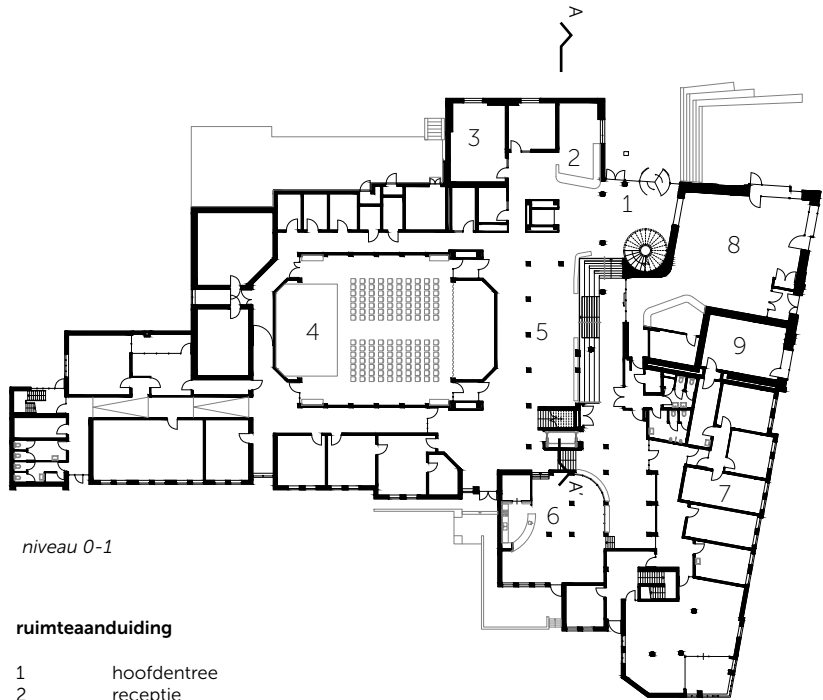 A
3
2
1
8
4
5
9
7
6
A'
niveau 0-1
ruimteaanduiding
1 hoofdentree
2 receptie